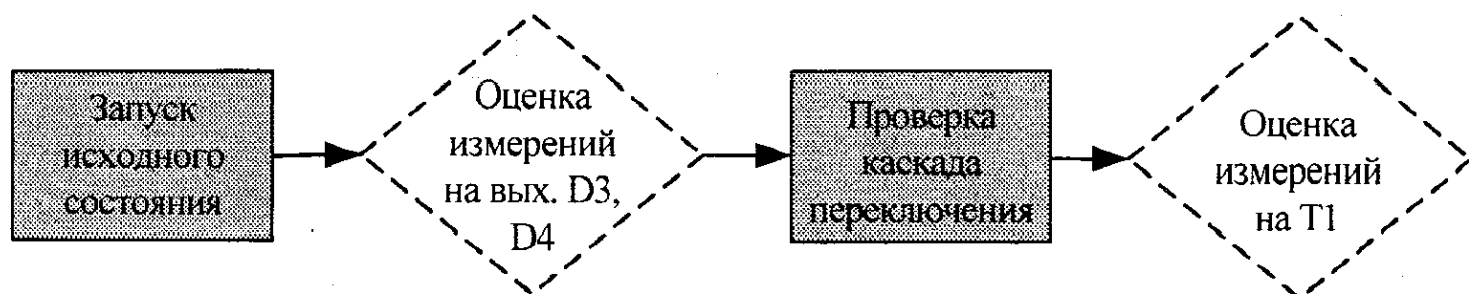 Запуск
исходного
состояния
Оценка
измерений
на вых. D3,
D4
Проверка
каскада
переключения
Оценка
измерений
на T1